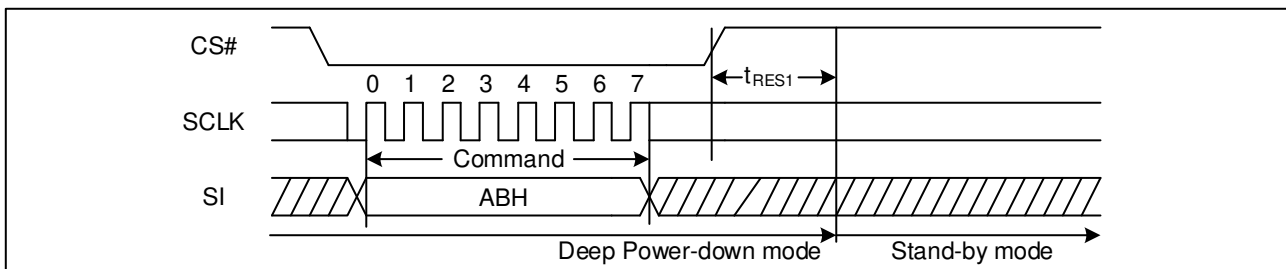 CS#
tRES1
0 1 2 3 4 5 6 7
SCLK
Command
SI
ABH
Deep Power-down mode Stand-by mode